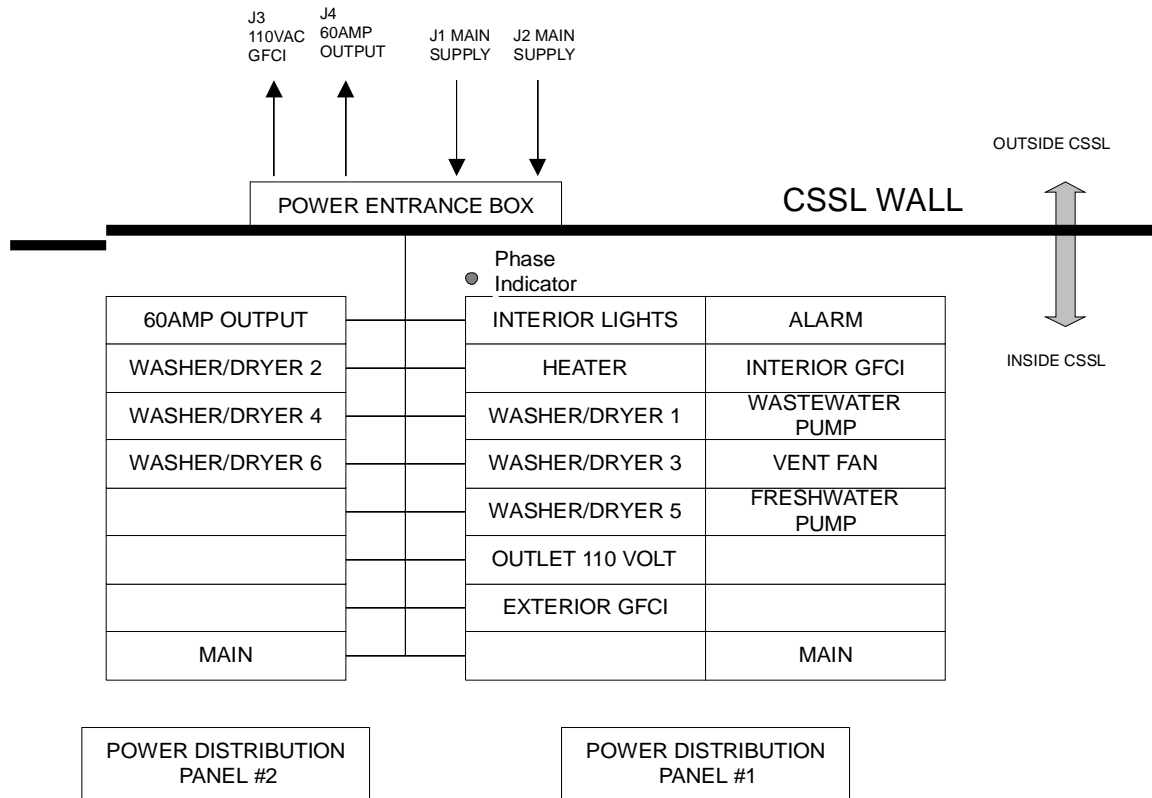 J3
110VAC
GFCI
J4
60AMP
OUTPUT
J1 MAIN
SUPPLY
J2 MAIN
SUPPLY
OUTSIDE CSSL
POWER ENTRANCE BOX
CSSL WALL
Phase
Indicator
INSIDE CSSL
60AMP OUTPUT
INTERIOR LIGHTS
ALARM
WASHER/DRYER 2
HEATER
INTERIOR GFCI
WASHER/DRYER 4
WASHER/DRYER 1
WASTEWATER
PUMP
WASHER/DRYER 6
WASHER/DRYER 3
VENT FAN
WASHER/DRYER 5
FRESHWATER
PUMP
OUTLET 110 VOLT
EXTERIOR GFCI
MAIN
MAIN
POWER DISTRIBUTION
PANEL #2
POWER DISTRIBUTION
PANEL #1